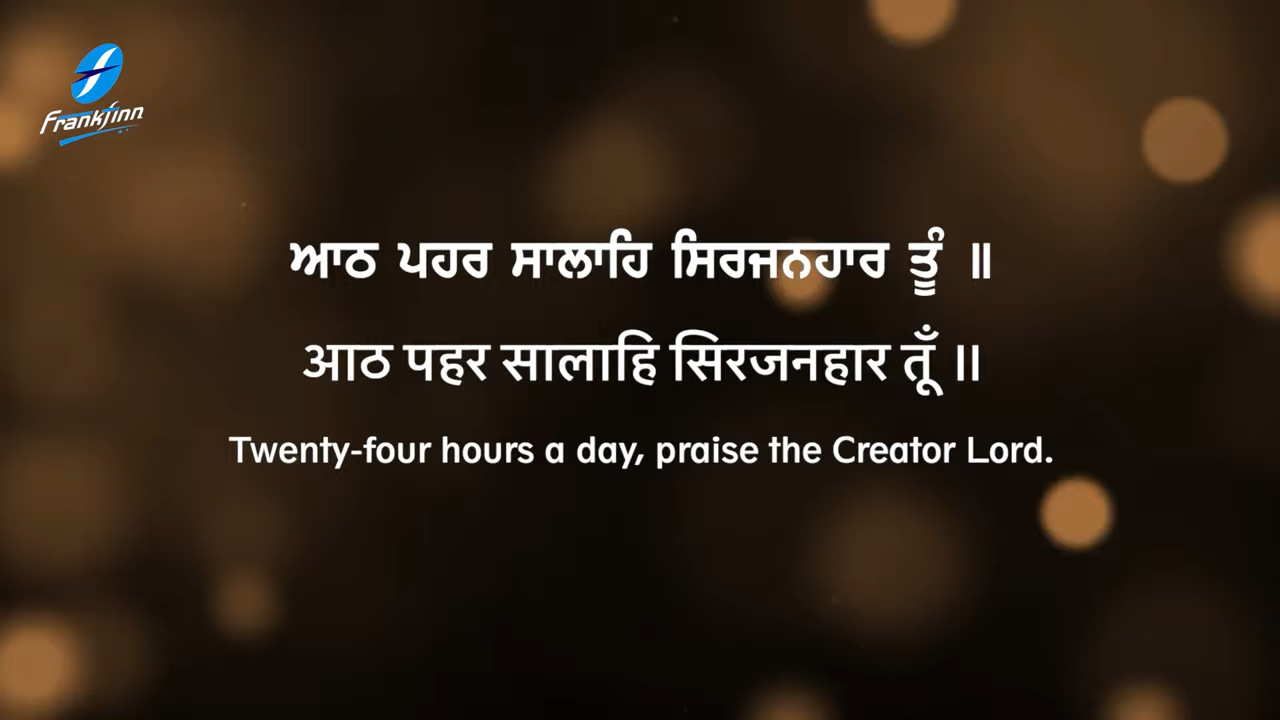 Frankfinn
ਆਠ ਪਹਰ ਸਾਲਾਹਿ ਸਿਰਜਨਹਾਰ ਤੂੰ ॥
आठ पहर सालाहि सिरजनहार तूँ ॥
Twenty-four hours a day, praise the Creator Lord.